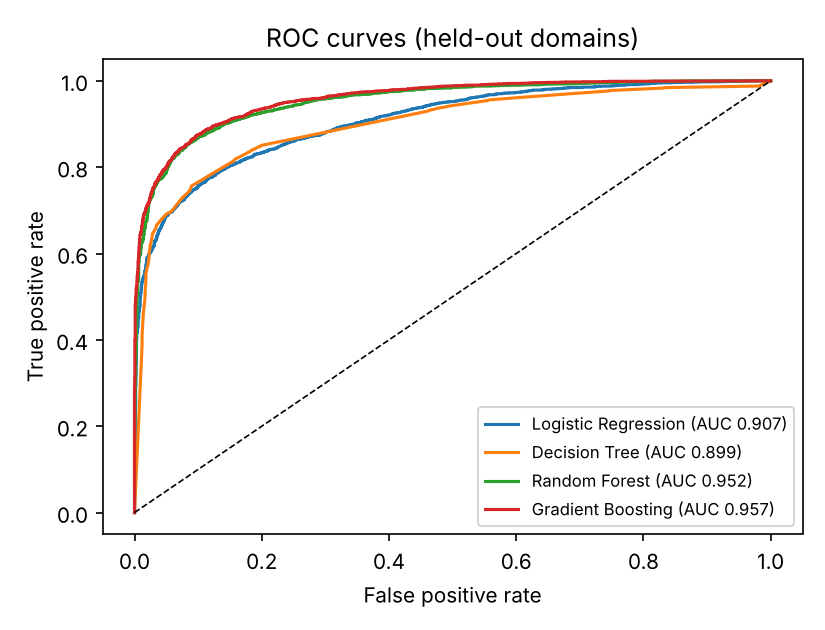 ROC curves (held-out domains)
1.0
0.8
0.6
0.4
0.2
0.0
True positive rate
Logistic Regression (AUC 0.907)
Decision Tree (AUC 0.899)
Random Forest (AUC 0.952)
Gradient Boosting (AUC 0.957)
0.0 0.2 0.4 0.6 0.8 1.0
False positive rate